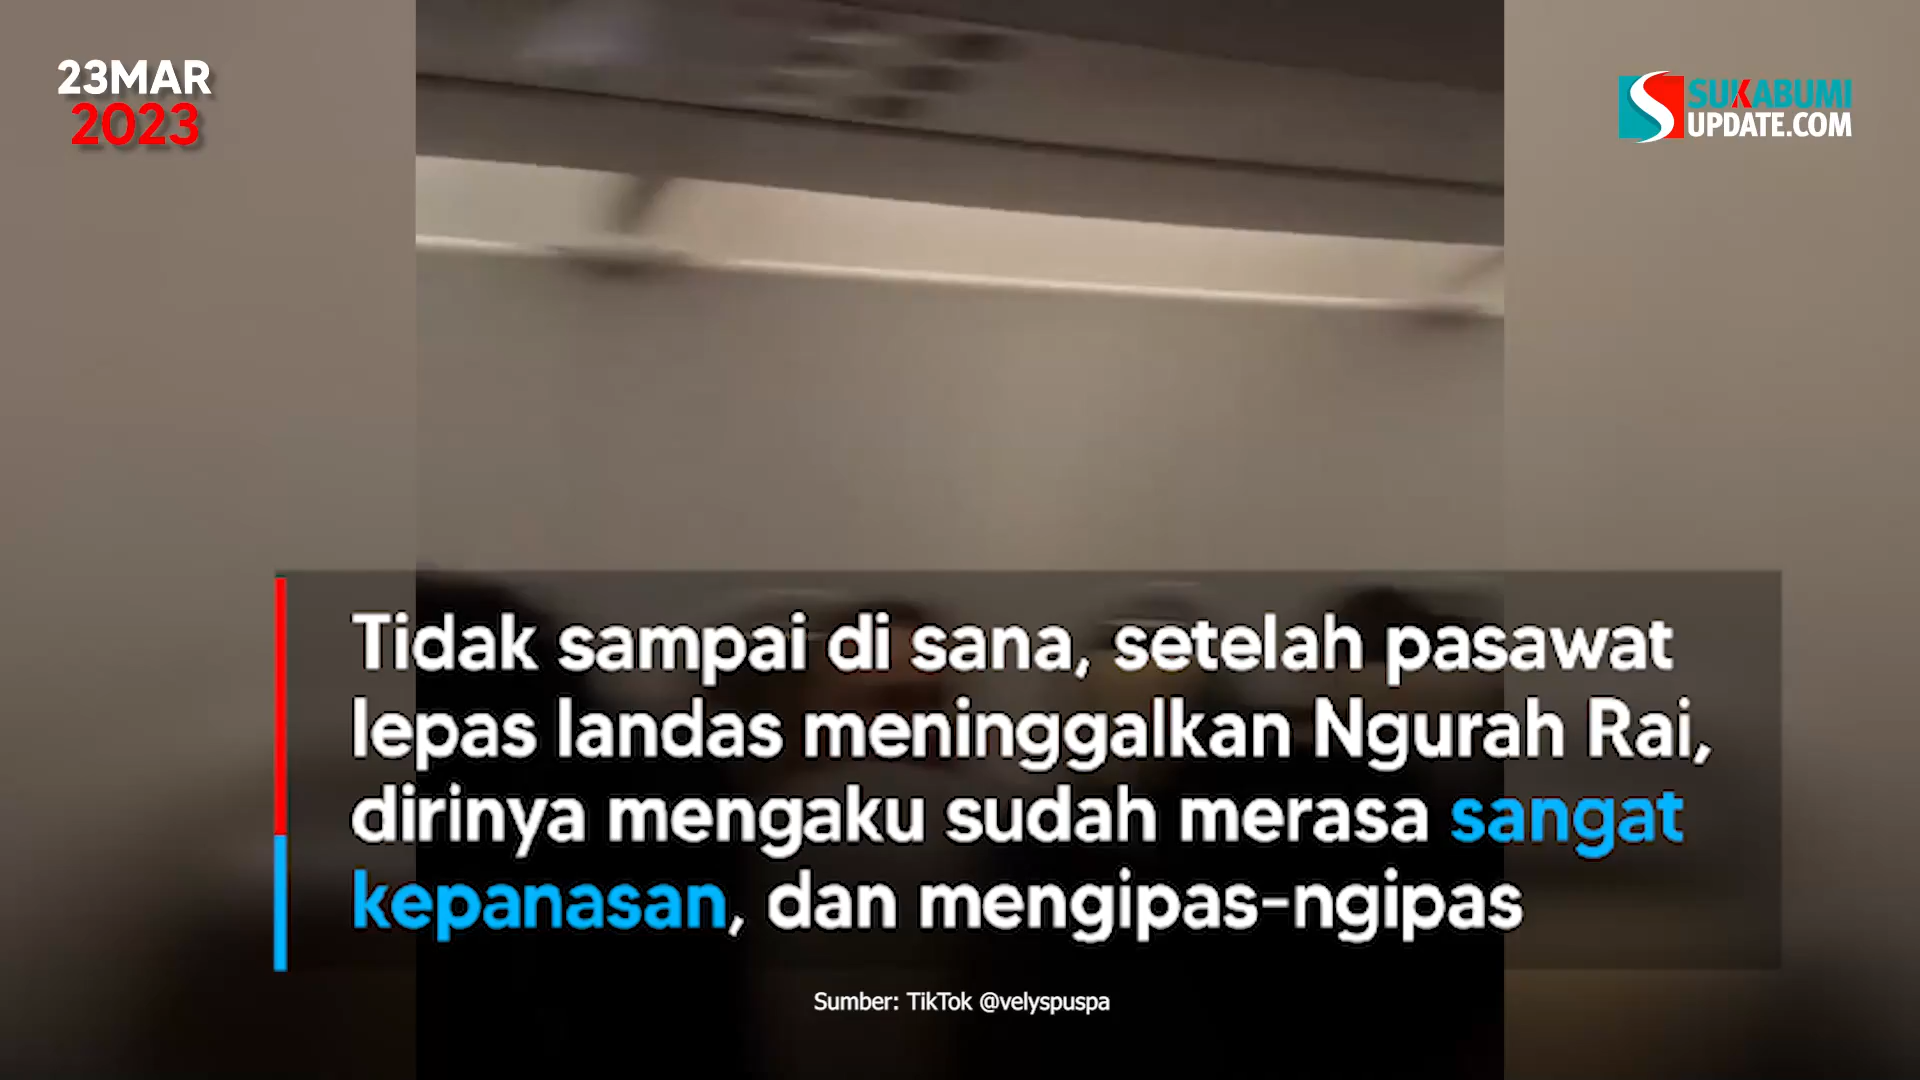 23MAR
2023
SUKABUMI
UPDATE.COM
Tidak sampai di sana, setelah pasawat
lepas landas meninggalkan Ngurah Rai,
dirinya mengaku sudah merasa sangat
kepanasan, dan mengipas-ngipas
Sumber: TikTok @velyspuspa